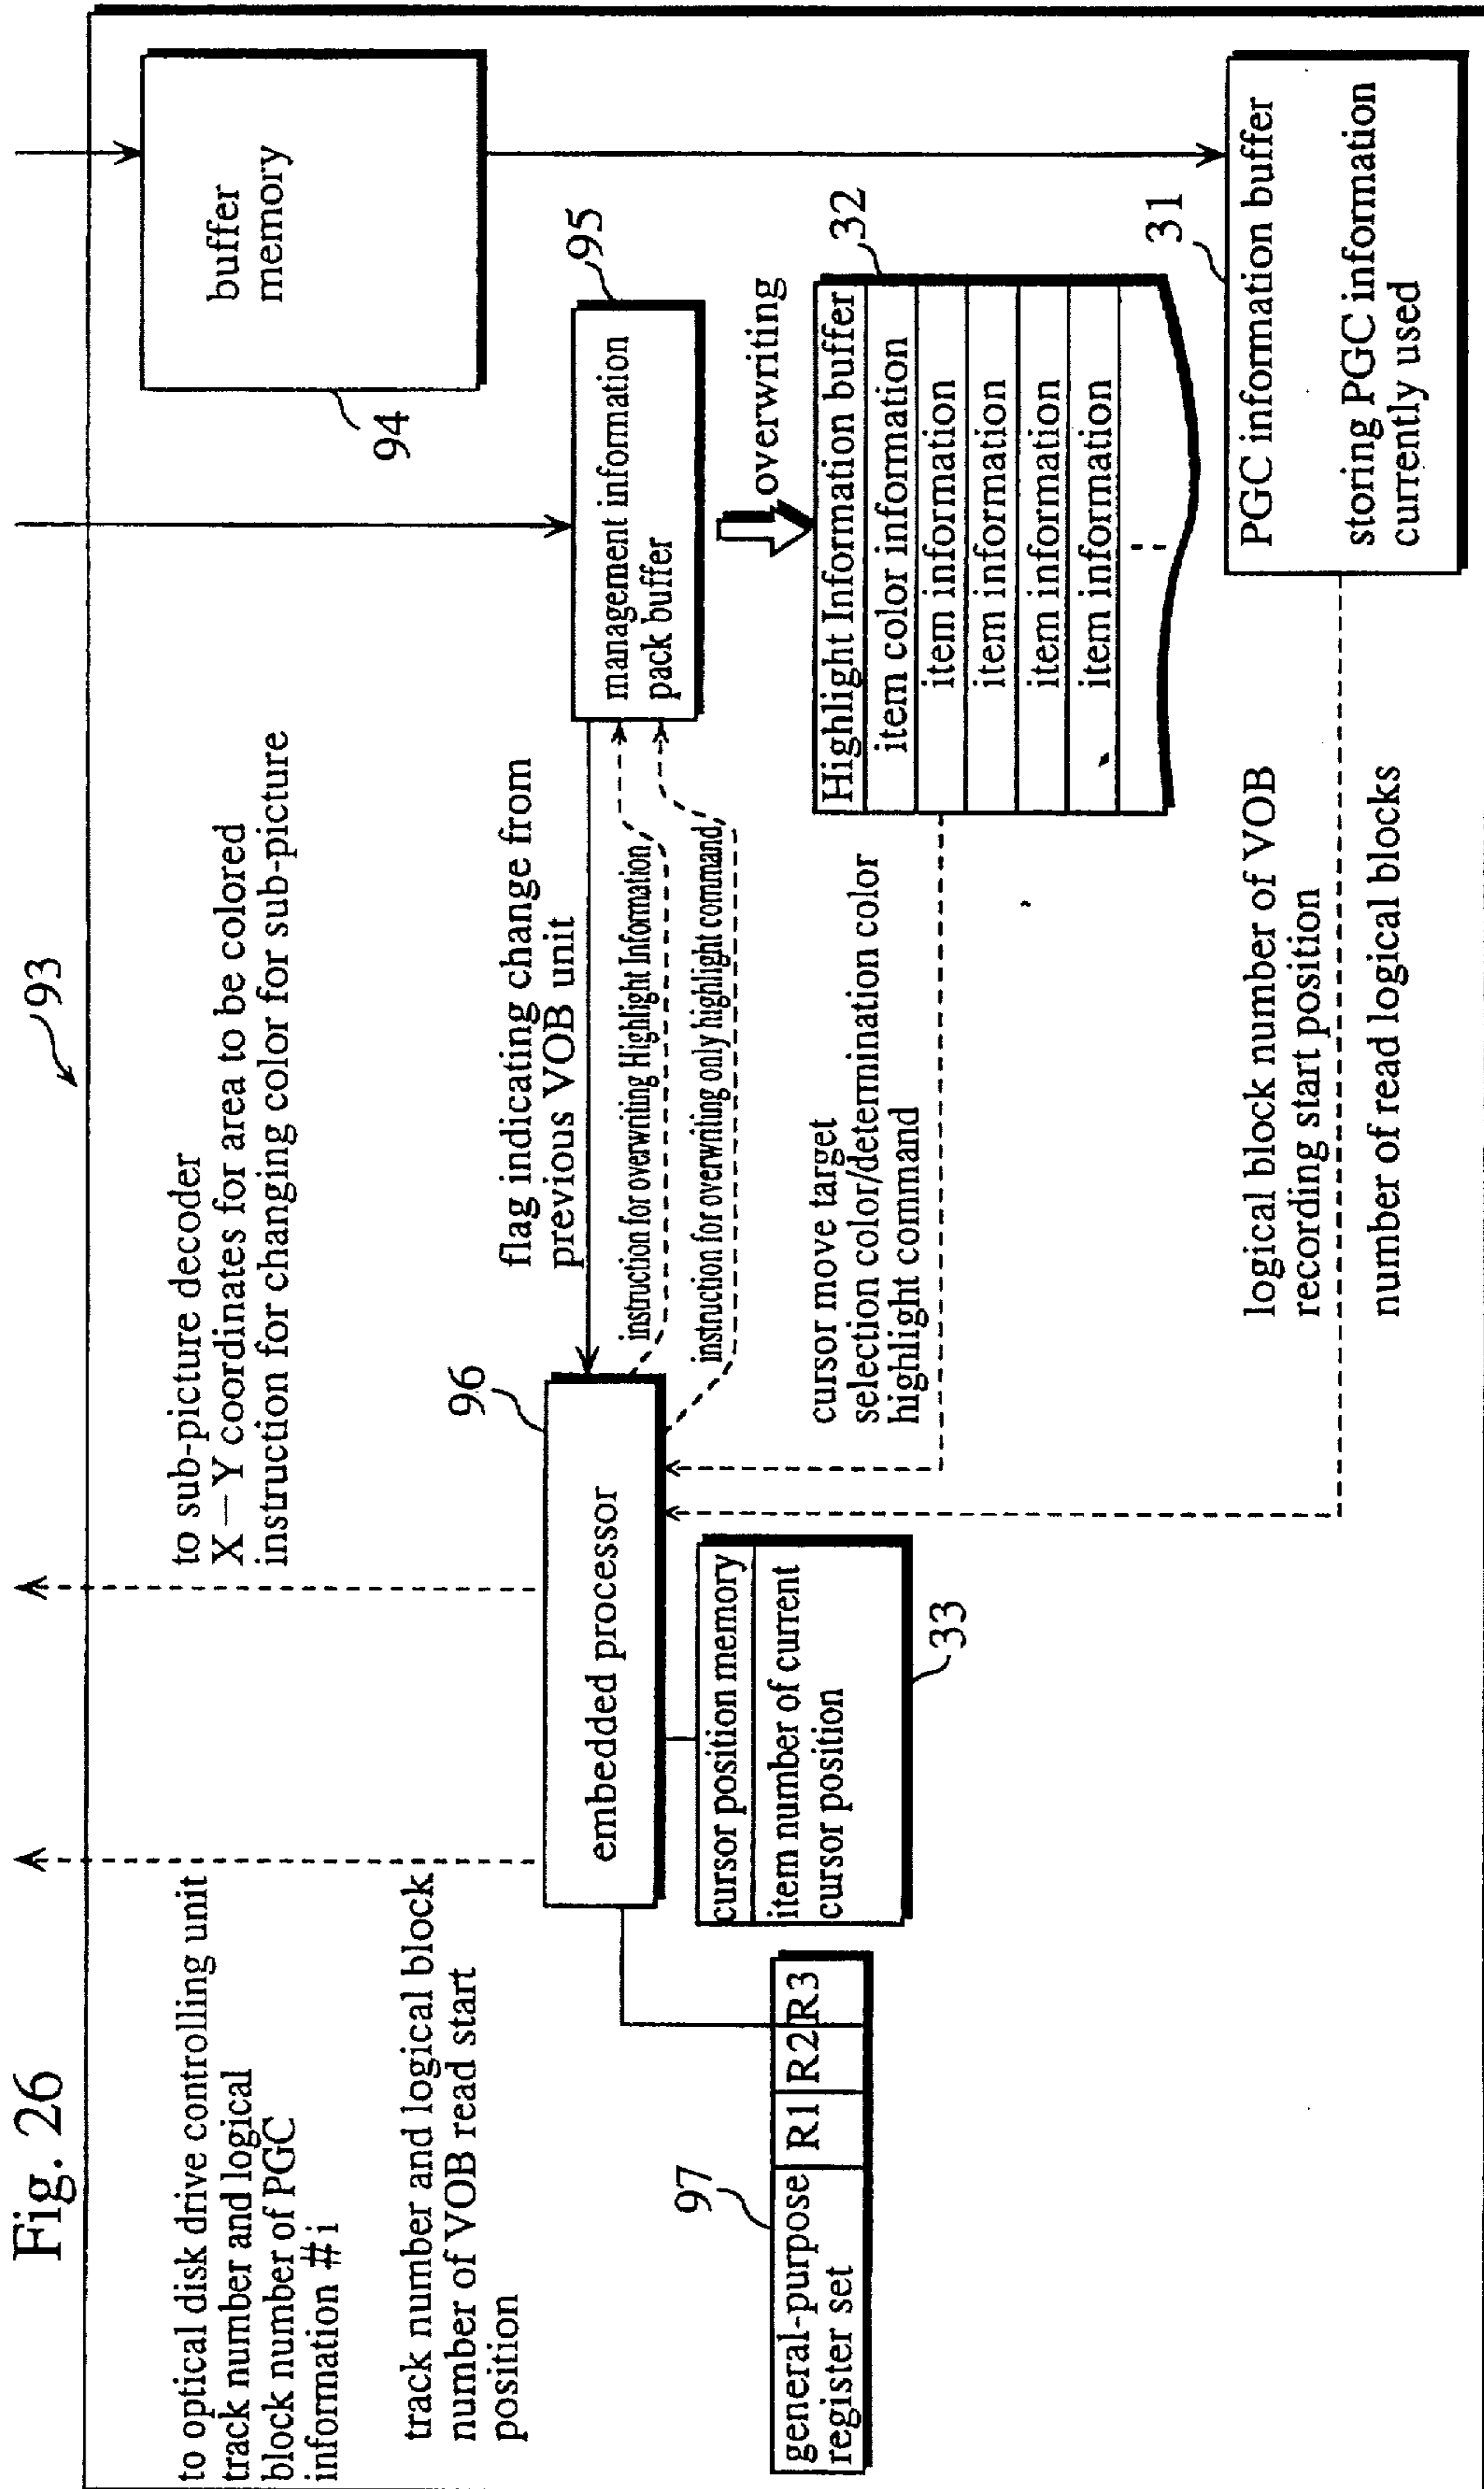 Fig. 26
93
to optical disk drive controlling unit
track number and logical
block number of PGC
information #i
track number and logical block
number of VOB read start
position
to sub-picture decoder
X－Y coordinates for area to be colored
instruction for changing color for sub-picture
buffer
memory
94
96
embedded processor
flag indicating change from
previous VOB unit
instruction for overwriting Highlight Information
instruction for overwriting only highlight command
management information
pack buffer
95
overwriting
97
general-purpose
register set
R1
R2
R3
cursor position memory
item number of current
cursor position
33
cursor move target
selection color/determination color
highlight command
Highlight Information buffer
item color information
item information
item information
item information
item information
32
logical block number of VOB
recording start position
number of read logical blocks
31
PGC information buffer
storing PGC information
currently used